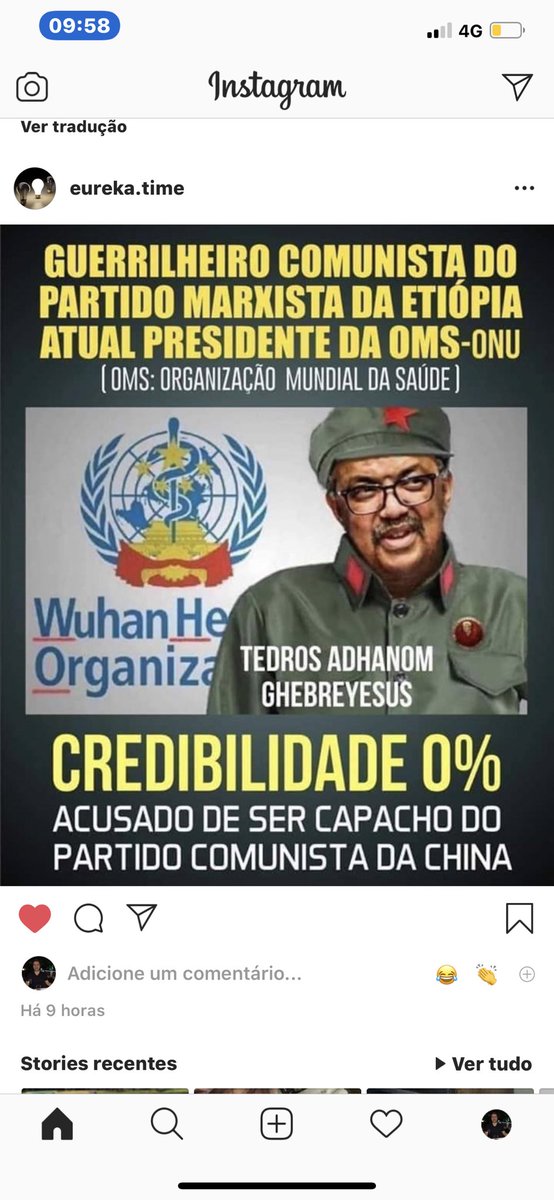 09:58
4G
Instagram
Ver tradução
eureka.time
GUERRILHEIRO COMUNISTA DO
PARTIDO MARXISTA DA ETIÓPIA
ATUAL PRESIDENTE DA OMS-ONU
(OMS: ORGANIZAÇÃO MUNDIAL DA SAÚDE)
Wuhan He
Organiza
TEDROS ADHANOM
GHEBREYESUS
CREDIBILIDADE 0%
ACUSADO DE SER CAPACHO DO
PARTIDO COMUNISTA DA CHINA
Adicione um comentário...
Há 9 horas
Stories recentes
Ver tudo